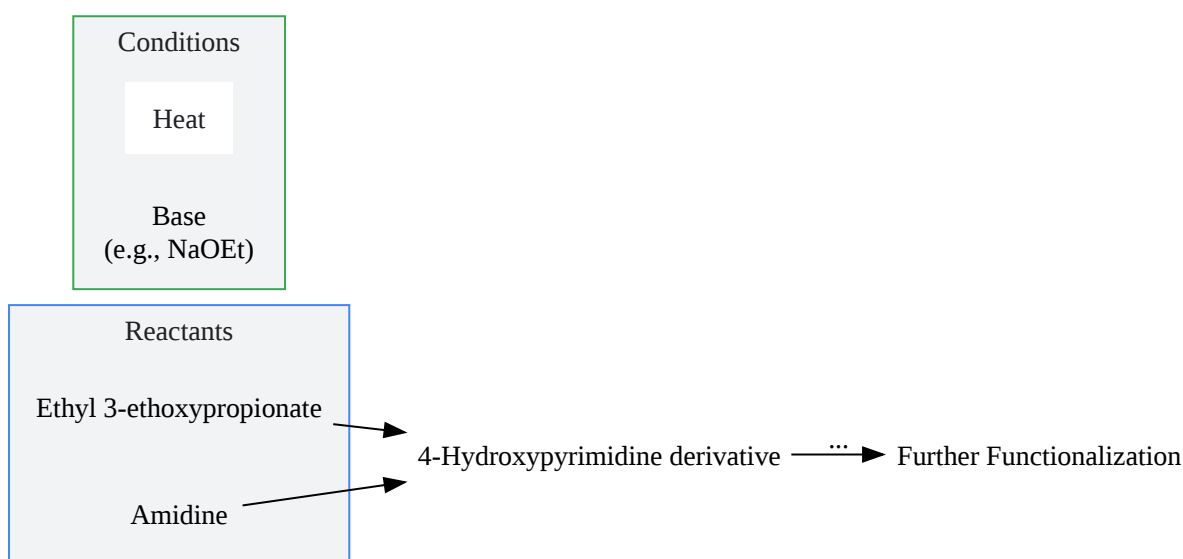 Conditions
Heat
Base
(e.g., NaOEt)
Reactants
Ethyl 3-ethoxypropionate
Amidine
4-Hydroxypyrimidine derivative
...
Further Functionalization